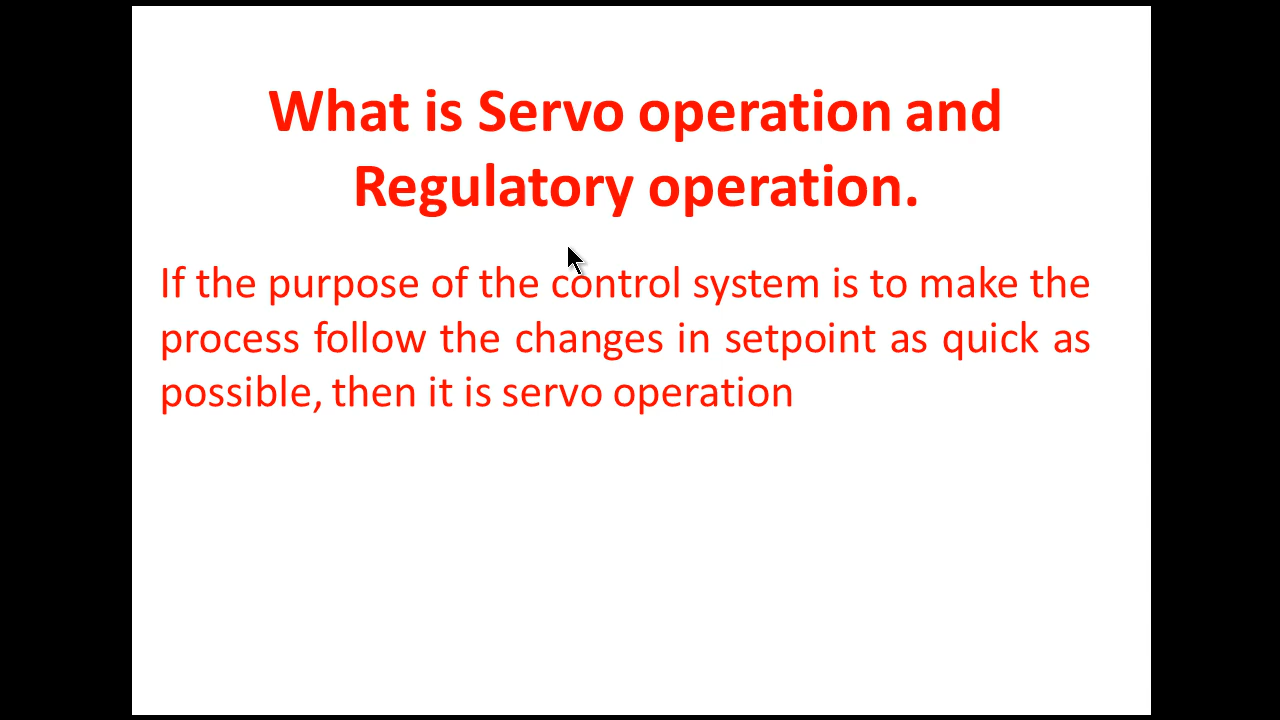 What is Servo operation and
Regulatory operation.
If the purpose of the control system is to make the
process follow the changes in setpoint as quick as
possible, then it is servo operation